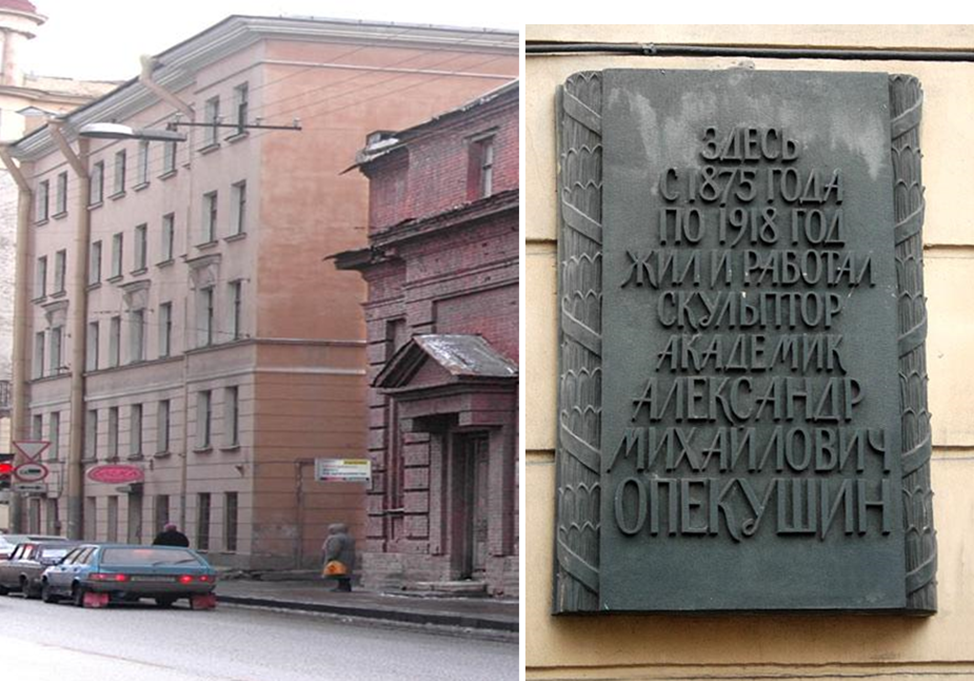 ЗДЕСЬ
С 1875 ГОДА
ПО 1918 ГОД
ЖИЛ И РАБОТАЛ
СКУЛЬПТОР
АКАДЕМИК
АЛЕКСАНДР
МИХАЙЛОВИЧ
ОПЕКУШИН